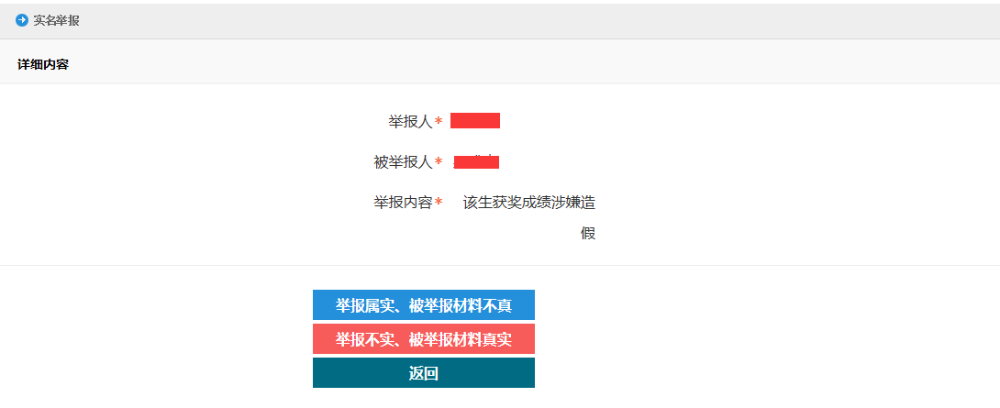 实名举报
详细内容
举报人*
被举报人*
举报内容* 该生获奖成绩涉嫌造
假
举报属实、被举报材料不真
举报不实、被举报材料真实
返回